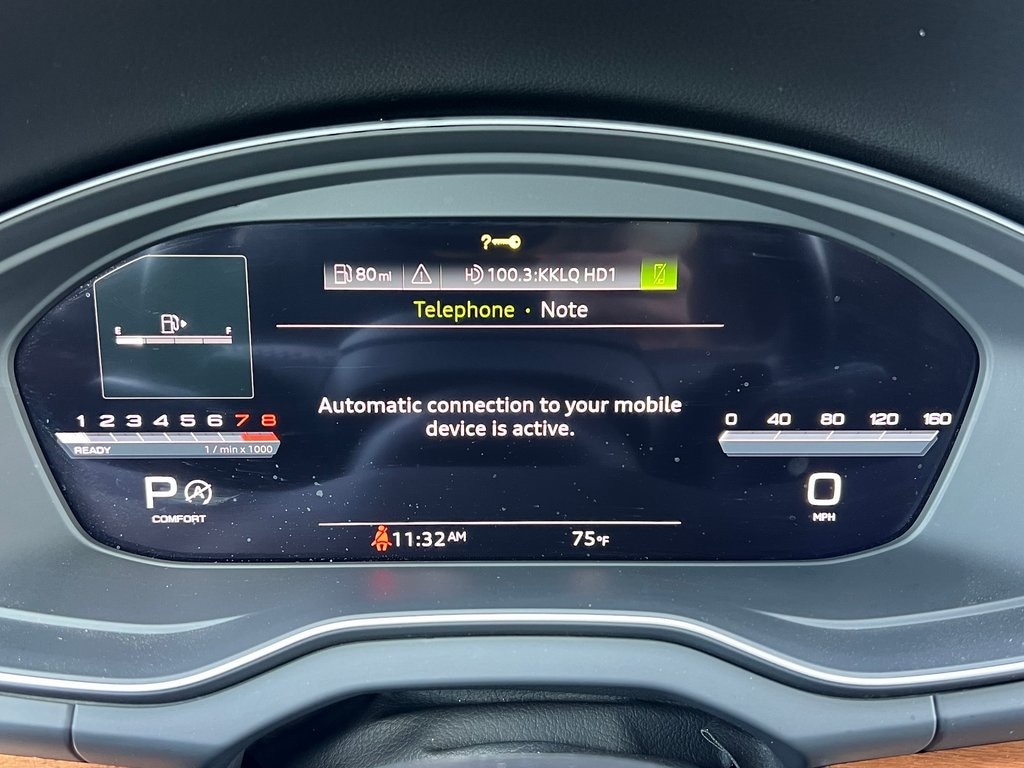 ?
80 mi
100.3:KKLQ HD1
Telephone • Note
E F
Automatic connection to your mobile
device is active.
1 2 3 4 5 6 7 8
READY 1 / min x 1000
0 40 80 120 160
P A
COMFORT
0
MPH
11:32 AM 75°F